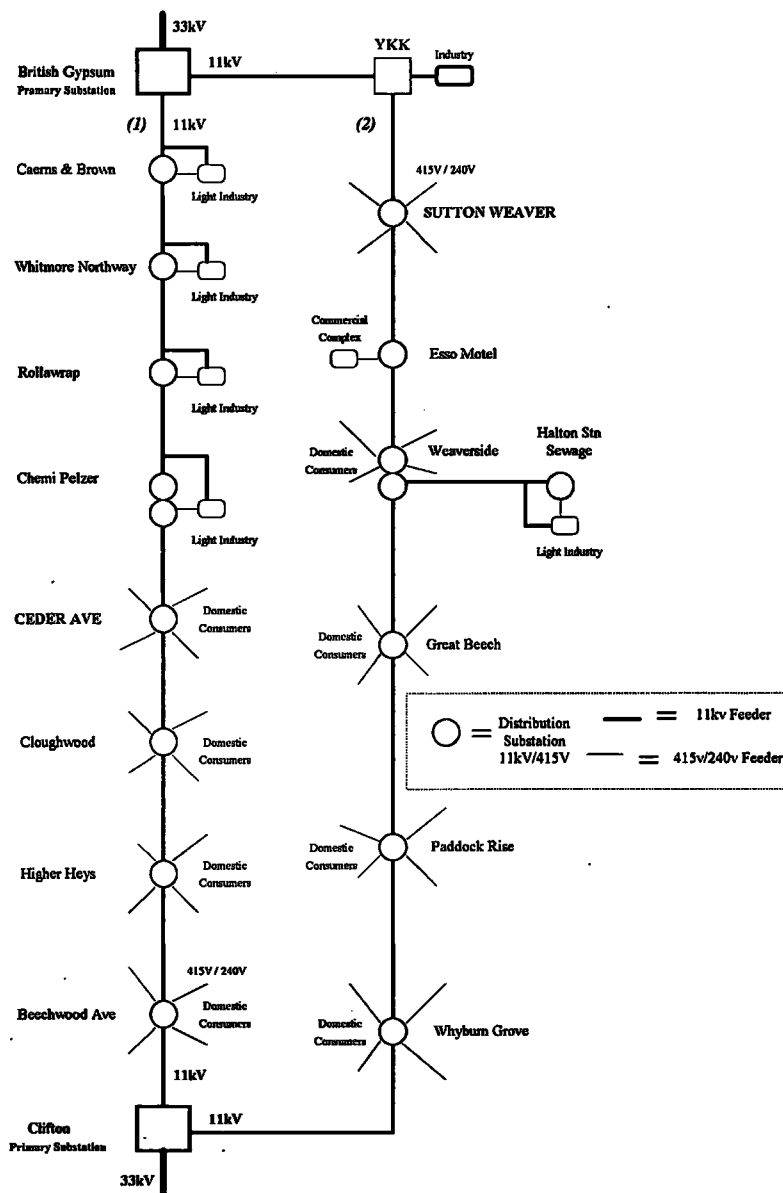 33kV
YKK
Industry
11kV
British Gypsum
Primary Substation
(1)
11kV
(2)
Caerns & Brown
Light Industry
415V / 240V
SUTTON WEAVER
Whitmore Northway
Light Industry
Commercial
Complex
Esso Motel
Rollawrap
Light Industry
Halton Stn
Sewage
Weaverside
Domestic
Consumers
Chemi Pelzer
Light Industry
Light Industry
CEDER AVE
Domestic
Consumers
Domestic
Consumers
Great Beech
= Distribution
Substation
11kV/415V
= 11kv Feeder
= 415v/240v Feeder
Cloughwood
Domestic
Consumers
Domestic
Consumers
Paddock Rise
Higher Heys
Domestic
Consumers
415V / 240V
Beechwood Ave
Domestic
Consumers
Domestic
Consumers
Whyburn Grove
11kV
11kV
Clifton
Primary Substation
33kV